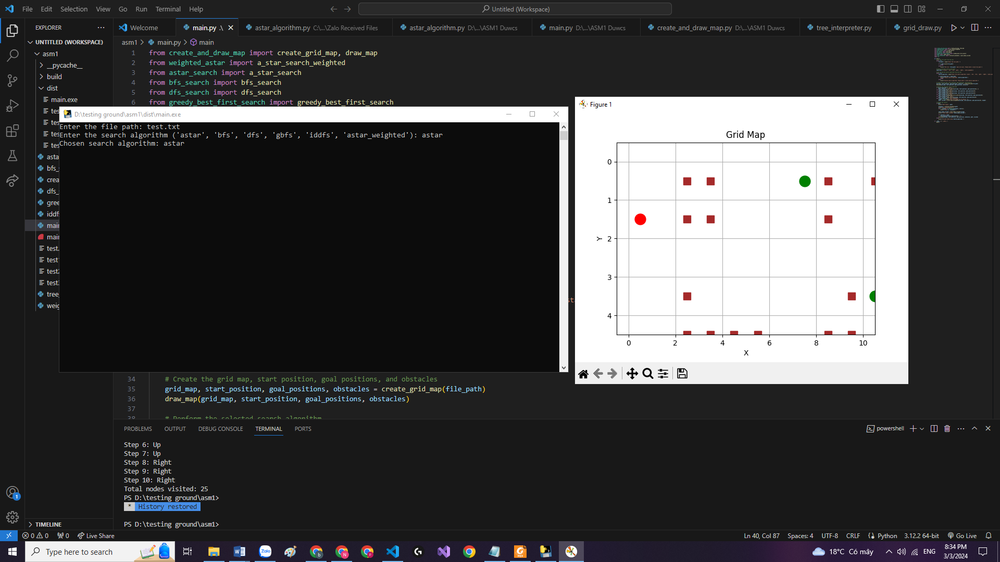 File Edit Selection View Go Run Terminal Help
Untitled (Workspace)
EXPLORER
Welcome
main.py .\
astar_algorithm.py C:\...\Zalo Received Files
astar_algorithm.py D:\...\ASM1 Duwcs
main.py D:\...\ASM1 Duwcs
create_and_draw_map.py D:\...\ASM1 Duwcs
tree_interpreter.py
grid_draw.py
UNTITLED (WORKSPACE)
asm1
__pycache__
build
dist
main.exe
tes
tes
tes
tes
asta
bfs_
crea
dfs_
gree
iddf
mai
mai
test.
test
test
test
tree_
weig
TIMELINE
asm1 > main.py > main
1 from create_and_draw_map import create_grid_map, draw_map
2 from weighted_astar import a_star_search_weighted
3 from astar_search import a_star_search
4 from bfs_search import bfs_search
5 from dfs_search import dfs_search
6 from greedy_best_first_search import greedy_best_first_search
D:\testing ground\asm1\dist\main.exe
Enter the file path: test.txt
Enter the search algorithm ('astar', 'bfs', 'dfs', 'gbfs', 'iddfs', 'astar_weighted'): astar
Chosen search algorithm: astar
Figure 1
Grid Map
0
1
2
3
4
Y
0 2 4 6 8 10
X
34 # Create the grid map, start position, goal positions, and obstacles
35 grid_map, start_position, goal_positions, obstacles = create_grid_map(file_path)
36 draw_map(grid_map, start_position, goal_positions, obstacles)
37
38 # Perform the selected search algorithm
PROBLEMS OUTPUT DEBUG CONSOLE TERMINAL PORTS
powershell
Step 6: Up
Step 7: Up
Step 8: Right
Step 9: Right
Step 10: Right
Total nodes visited: 25
PS D:\testing ground\asm1>
* History restored
PS D:\testing ground\asm1>
0 0 0 Live Share
Ln 40, Col 87 Spaces: 4 UTF-8 CRLF Python 3.12.2 64-bit Go Live
Type here to search
18°C Có mây
ENG
8:34 PM
3/3/2024